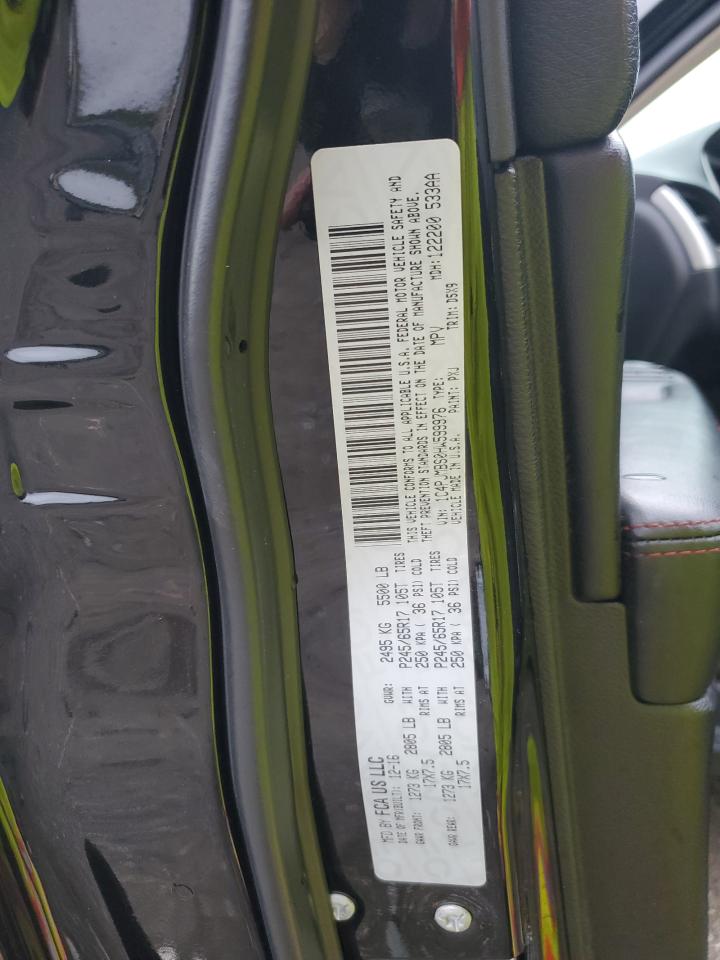 MFD BY FCA US LLC
DATE OF MFR(BUILT): 12-16 GVWR: 2495 KG 5500 LB
GAWR FRONT: 1273 KG 2805 LB WITH P245/65R17 105T TIRES
17X7.5 RIMS AT 250 KPA ( 36 PSI) COLD
GAWR REAR: 1273 KG 2805 LB WITH P245/65R17 105T TIRES
17X7.5 RIMS AT 250 KPA ( 36 PSI) COLD
THIS VEHICLE CONFORMS TO ALL APPLICABLE U.S.A. FEDERAL MOTOR VEHICLE SAFETY AND
THEFT PREVENTION STANDARDS IN EFFECT ON THE DATE OF MANUFACTURE SHOWN ABOVE.
VIN: 1C4PJMBS0HW599976 TYPE: MPV MDH:122200 533AA
MADE IN U.S.A. PAINT: PXJ TRIM: D5X9